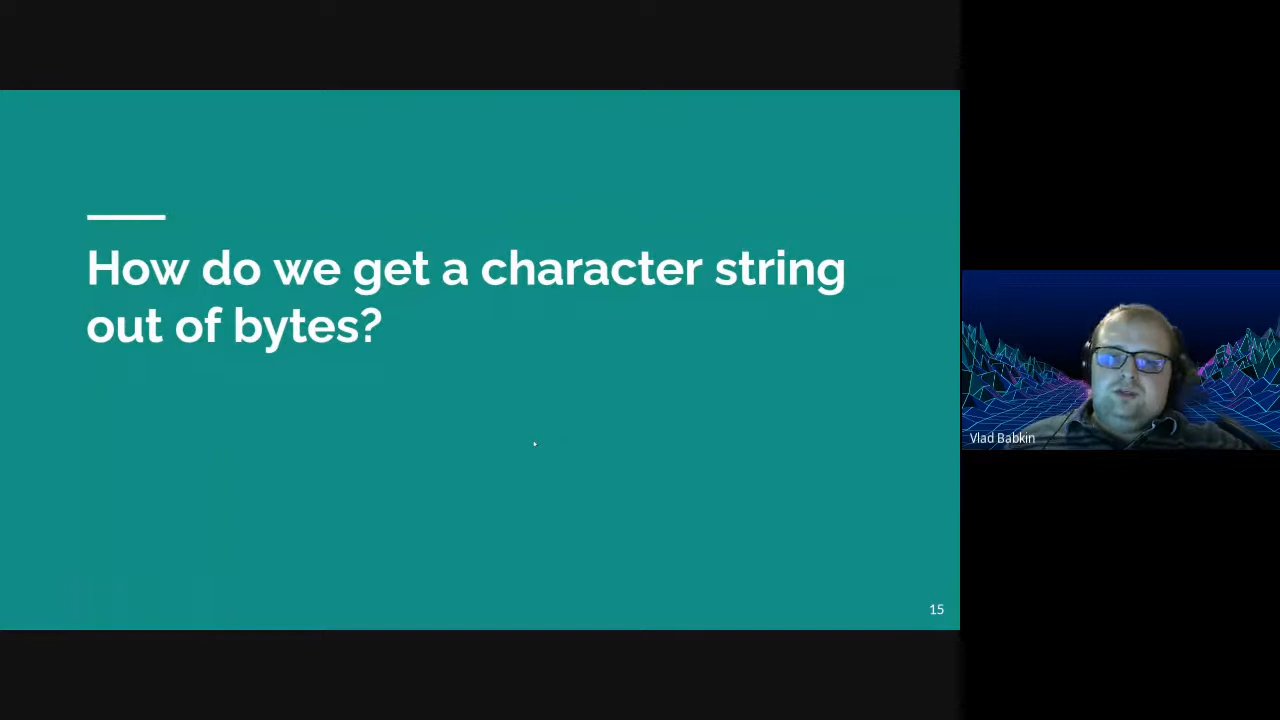 How do we get a character string
out of bytes?
15
Vlad Babkin